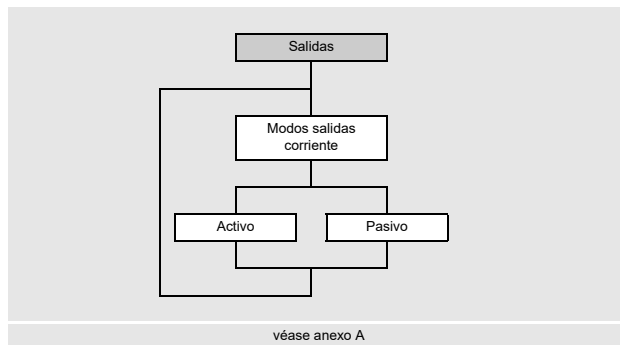 Salidas
Modos salidas
corriente
Activo
Pasivo
véase anexo A